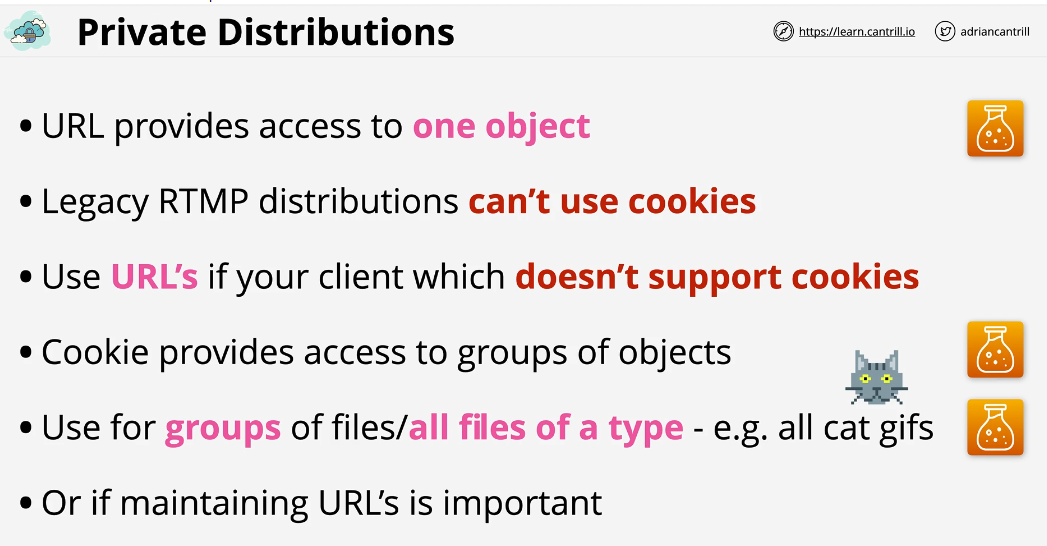 Private Distributions
https://learn.cantrill.io
adriancantrill
• URL provides access to one object
• Legacy RTMP distributions can't use cookies
• Use URL's if your client which doesn't support cookies
• Cookie provides access to groups of objects
• Use for groups of files/all files of a type - e.g. all cat gifs
• Or if maintaining URL's is important